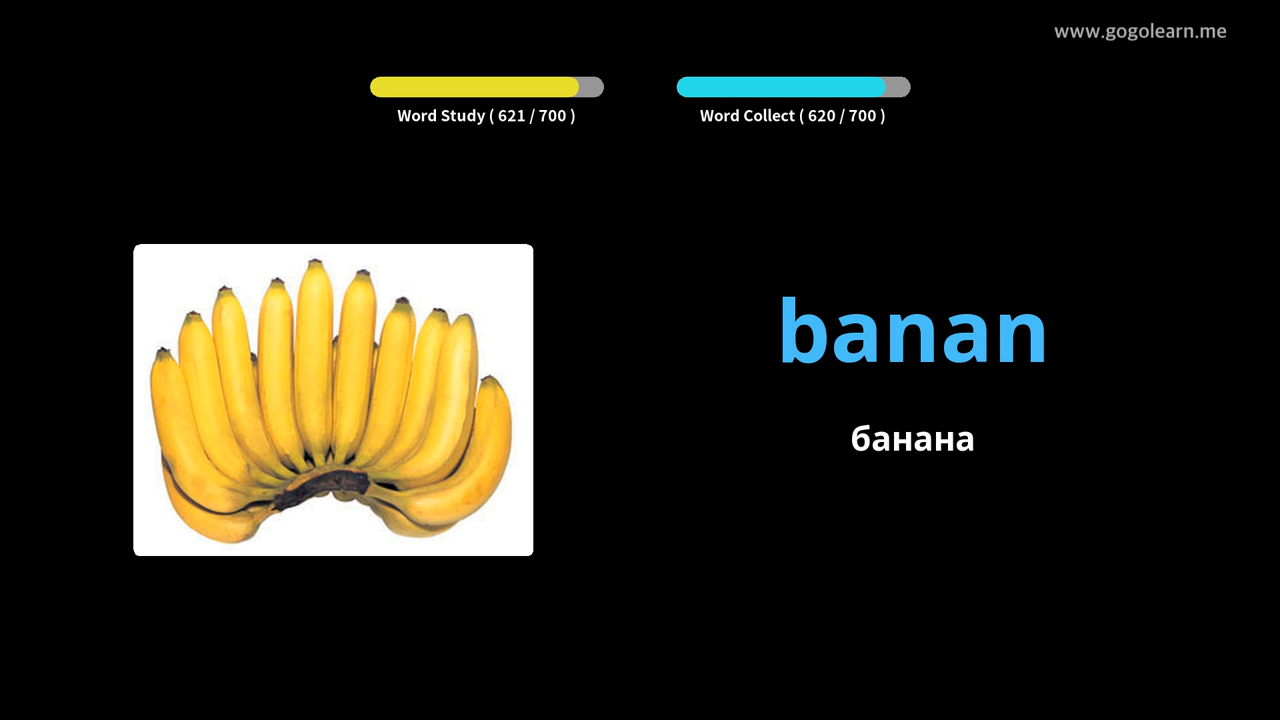 www.gogolearn.me
Word Study ( 621 / 700 )
Word Collect ( 620 / 700 )
banan
банана